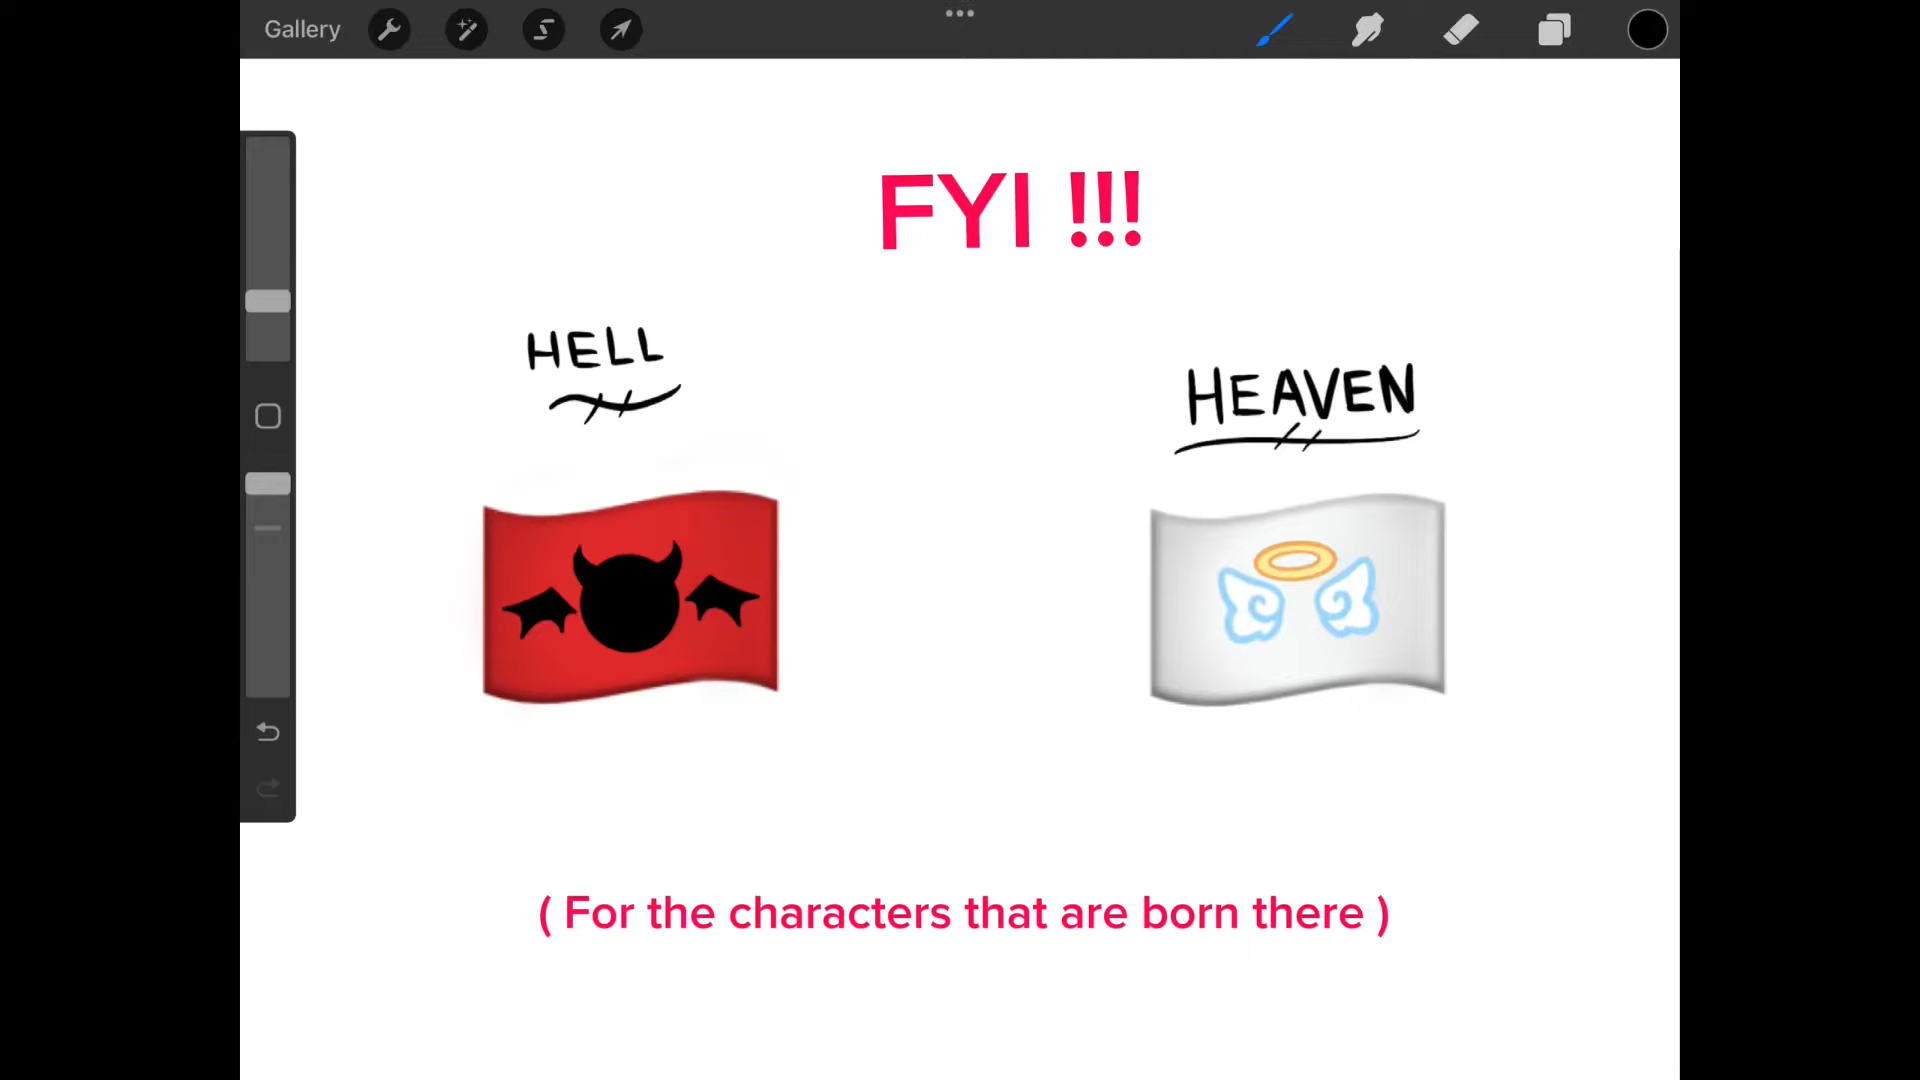 Gallery
FYI !!!
HELL
HEAVEN
( For the characters that are born there )